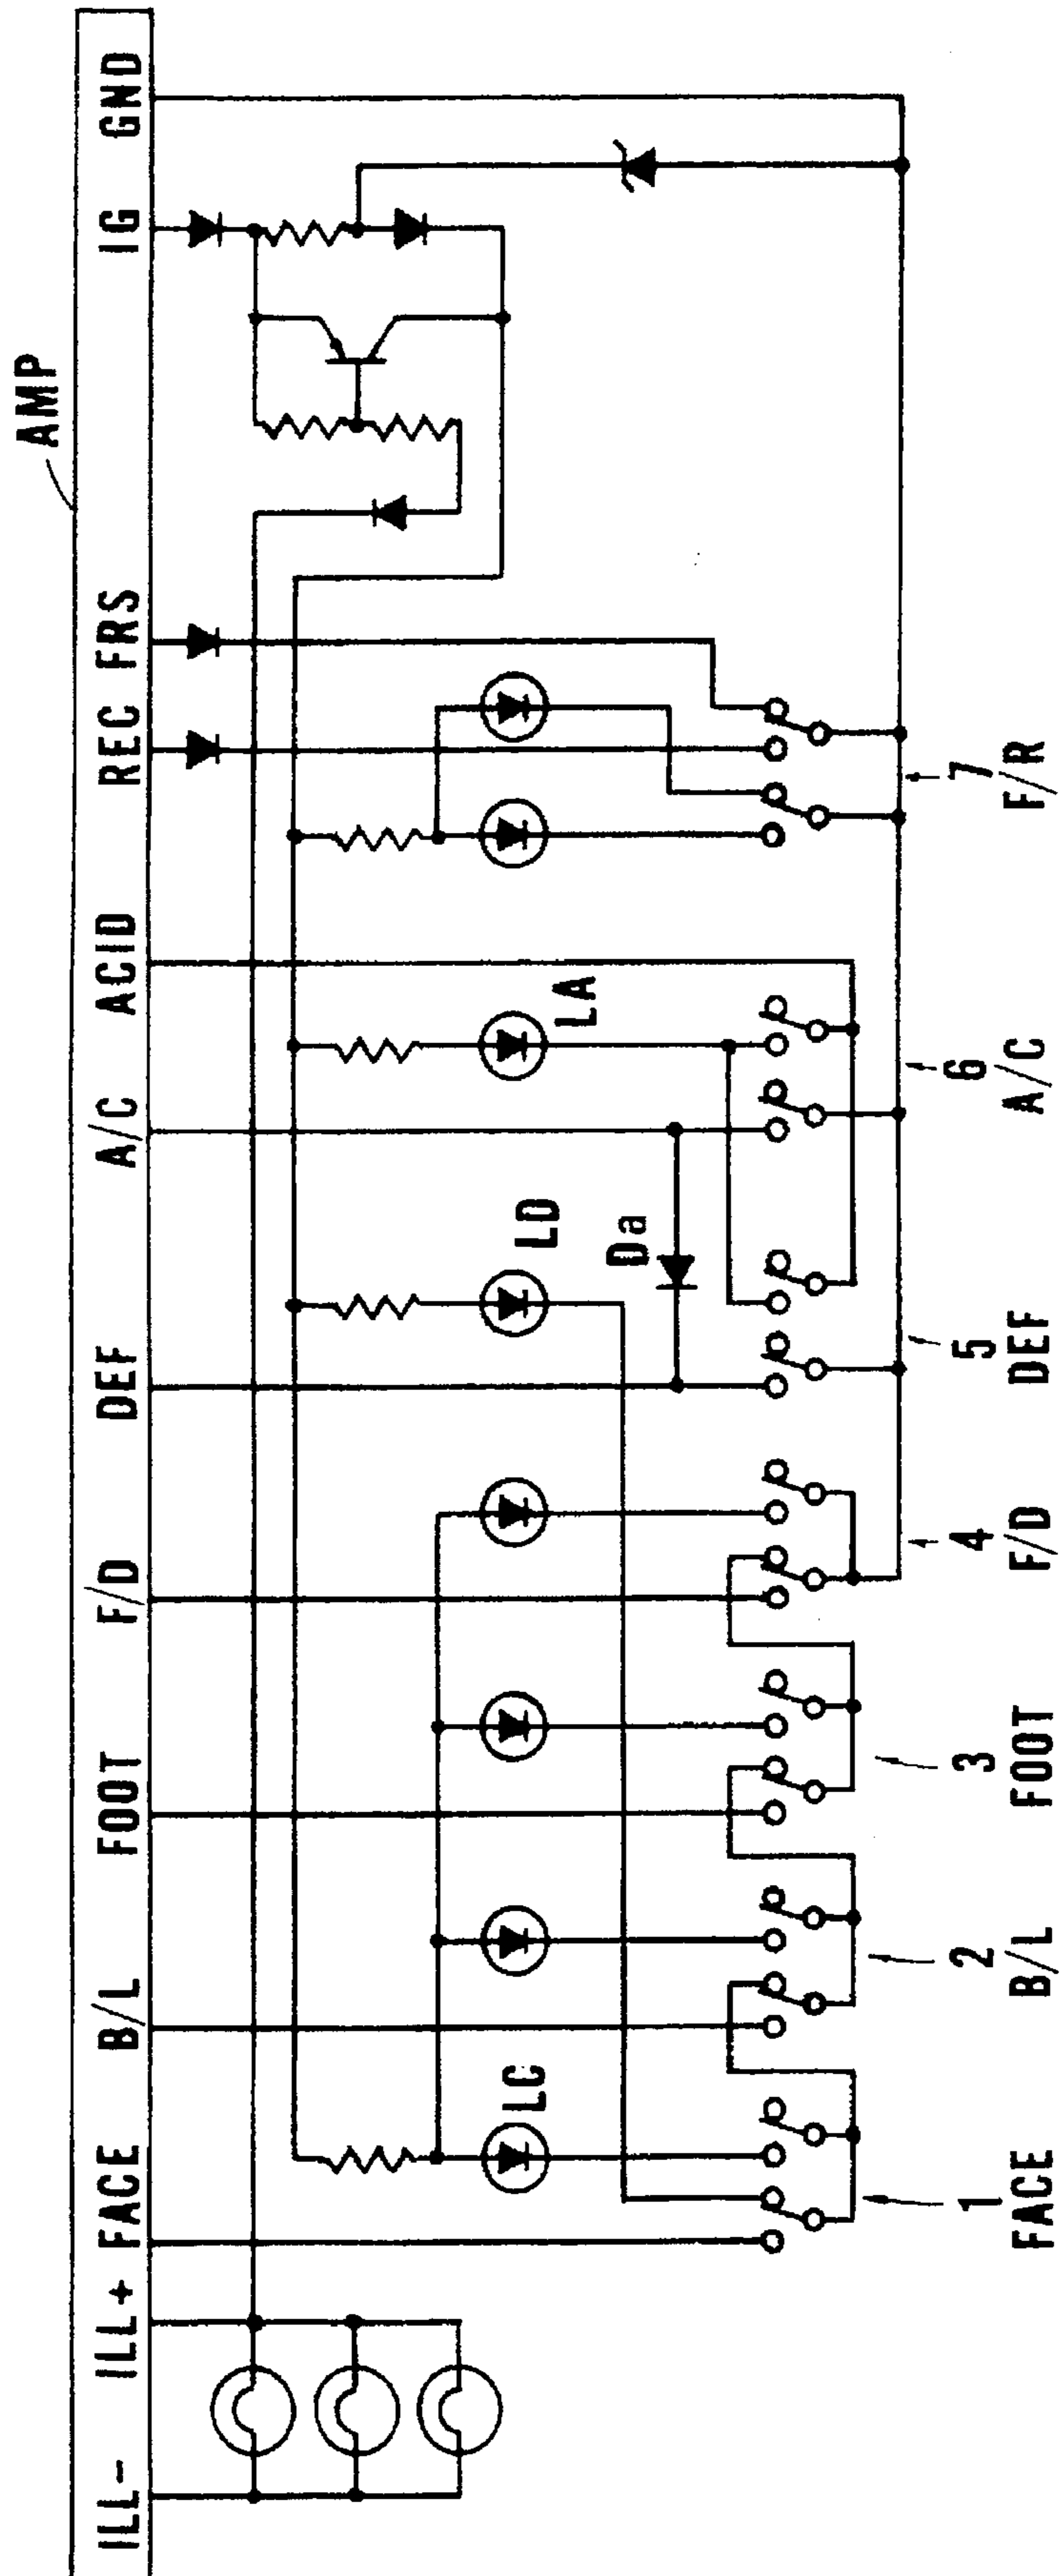 AMP
ILL- ILL+ FACE B/L FOOT F/D DEF A/C ACID REC FRS IG GND
LC
LD
Da
LA
1 2 3 4 5 6 7
FACE B/L FOOT F/D DEF A/C F/R